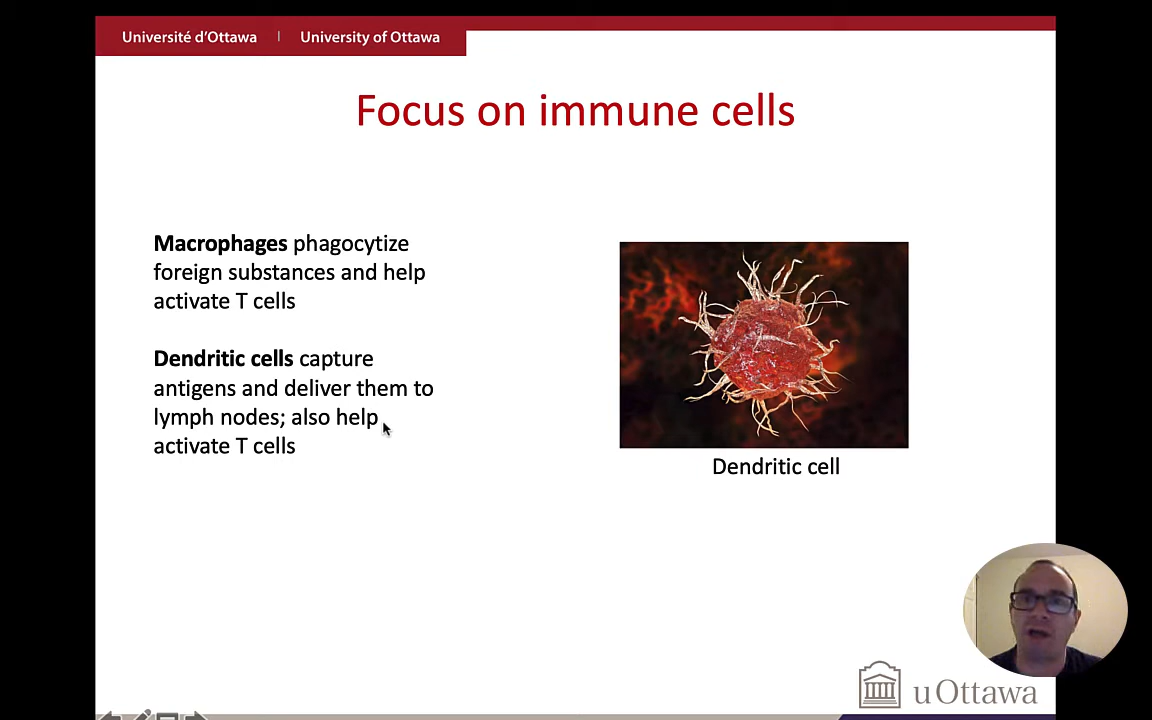 Université d'Ottawa | University of Ottawa
Focus on immune cells
Macrophages phagocytize
foreign substances and help
activate T cells
Dendritic cells capture
antigens and deliver them to
lymph nodes; also help
activate T cells
Dendritic cell
uOttawa